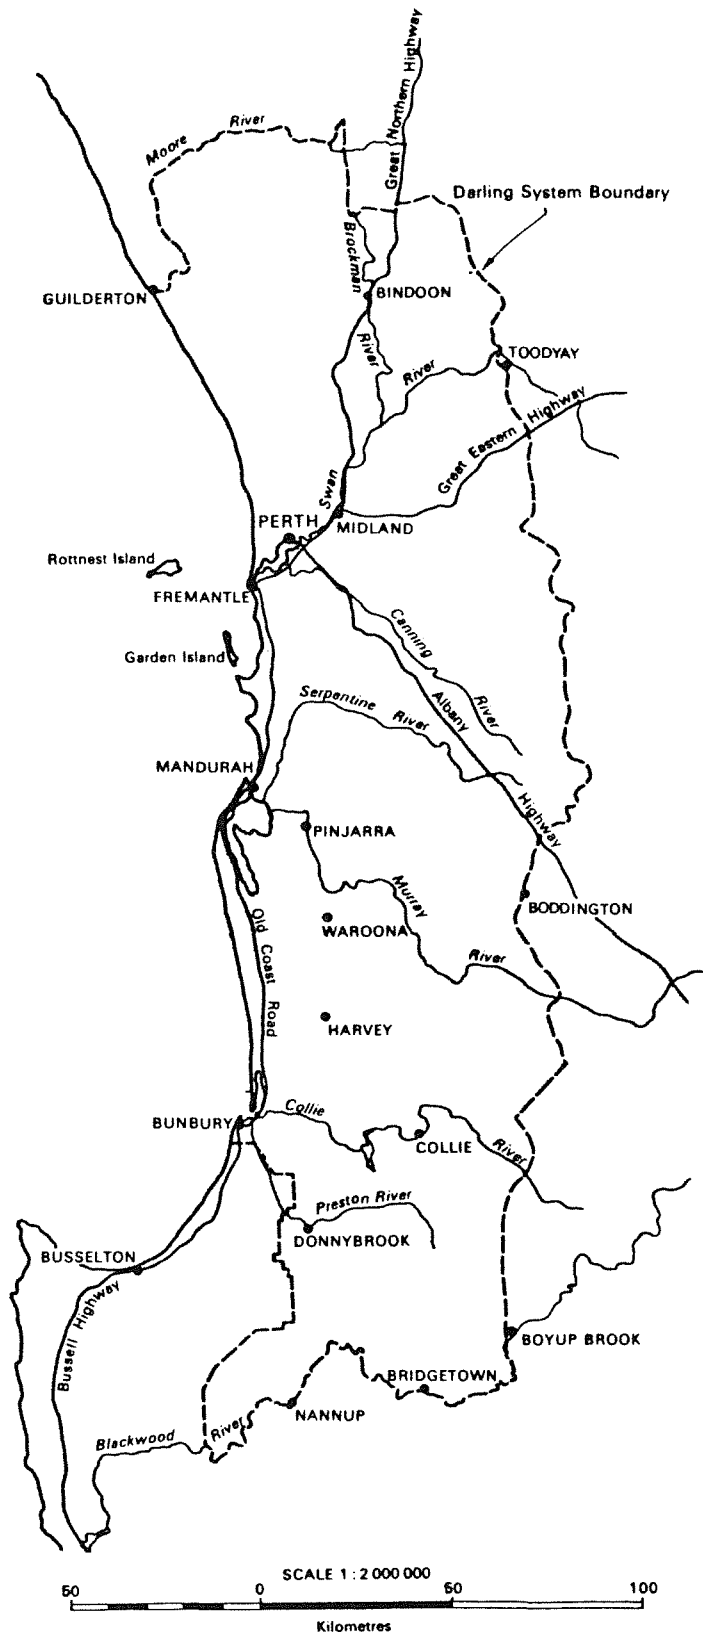 Great Northern Highway
Moore River
Darling System Boundary
Brockman River
GUILDERTON
BINDOON
TOODYAY
River
Great Eastern Highway
Swan
PERTH
MIDLAND
Rottnest Island
FREMANTLE
Canning River
Garden Island
Serpentine River
Albany Highway
MANDURAH
PINJARRA
Murray River
BODDINGTON
WAROONA
Old Coast Road
HARVEY
Collie River
BUNBURY
COLLIE
Preston River
DONNYBROOK
BUSSELTON
Bussell Highway
BOYUP BROOK
BRIDGETOWN
NANNUP
Blackwood River
SCALE 1 : 2 000 000
50 0 50 100
Kilometres